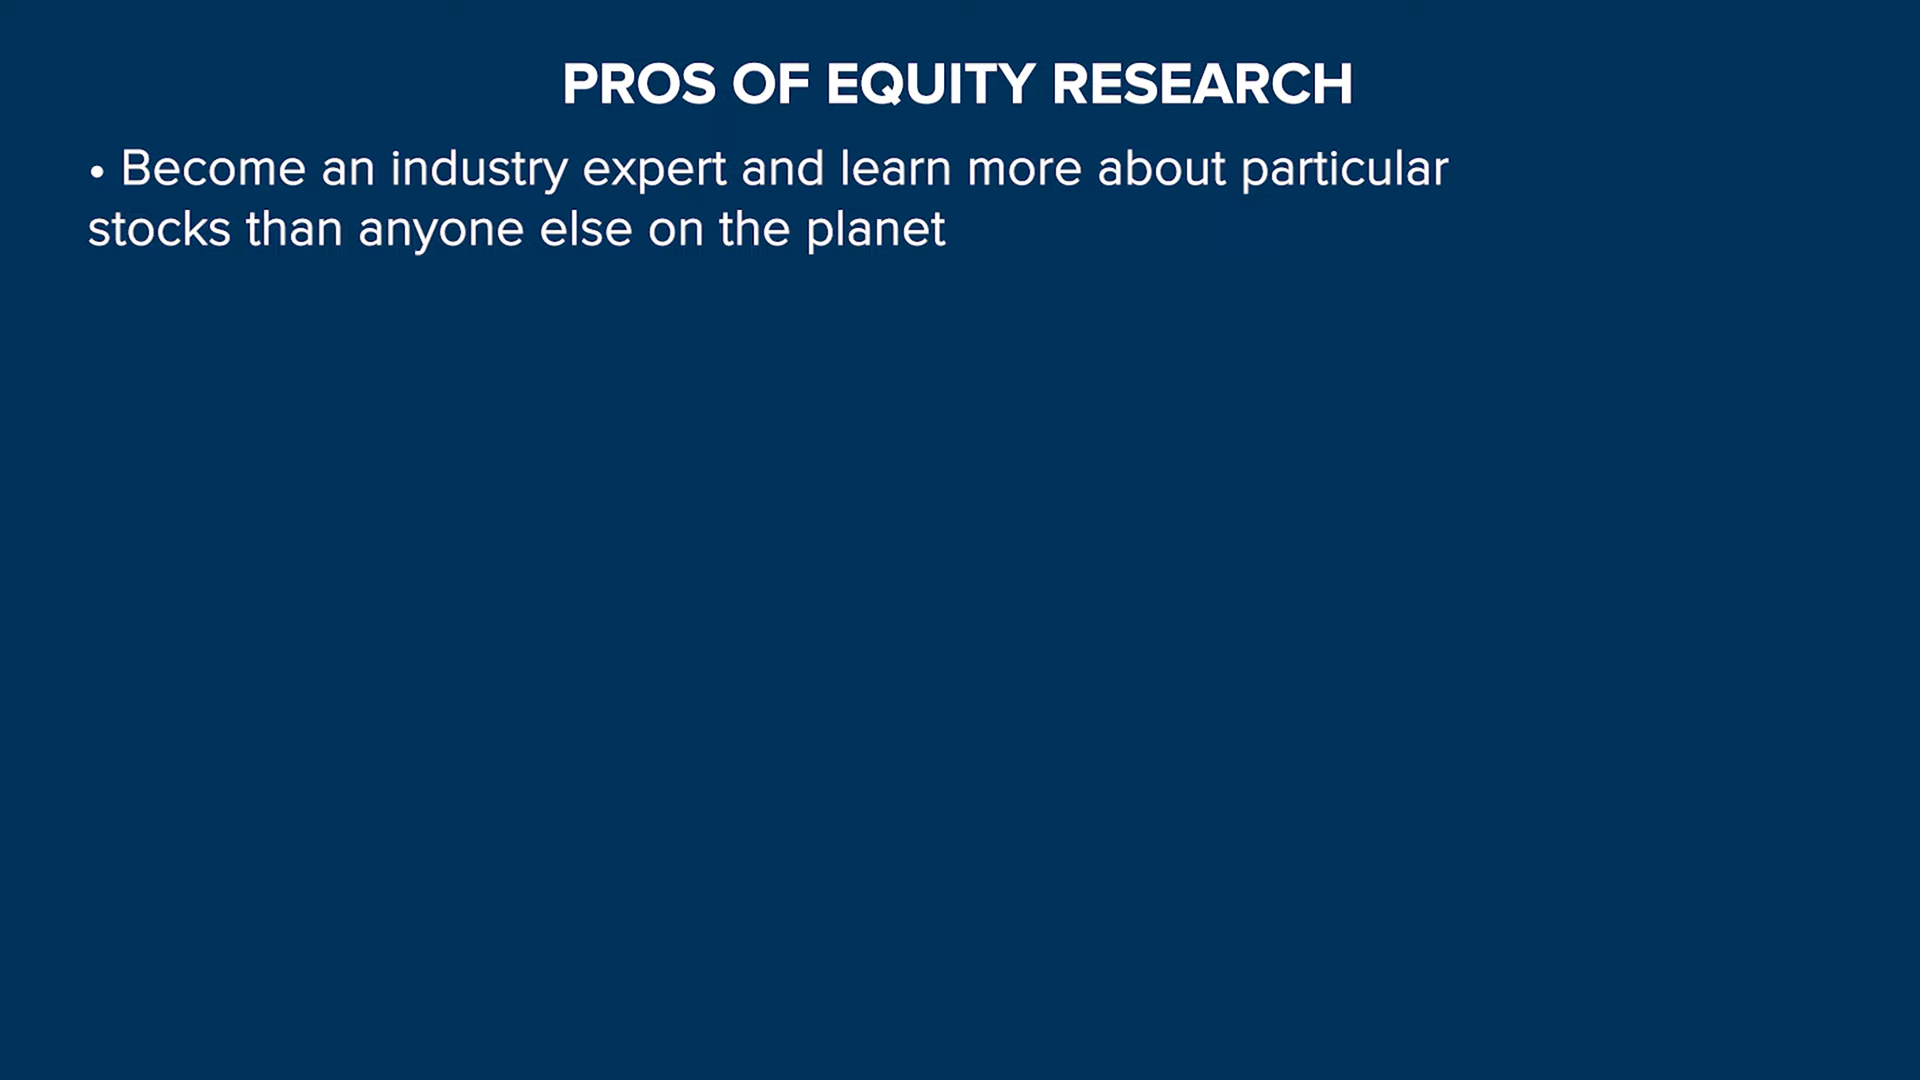 PROS OF EQUITY RESEARCH
• Become an industry expert and learn more about particular
stocks than anyone else on the planet